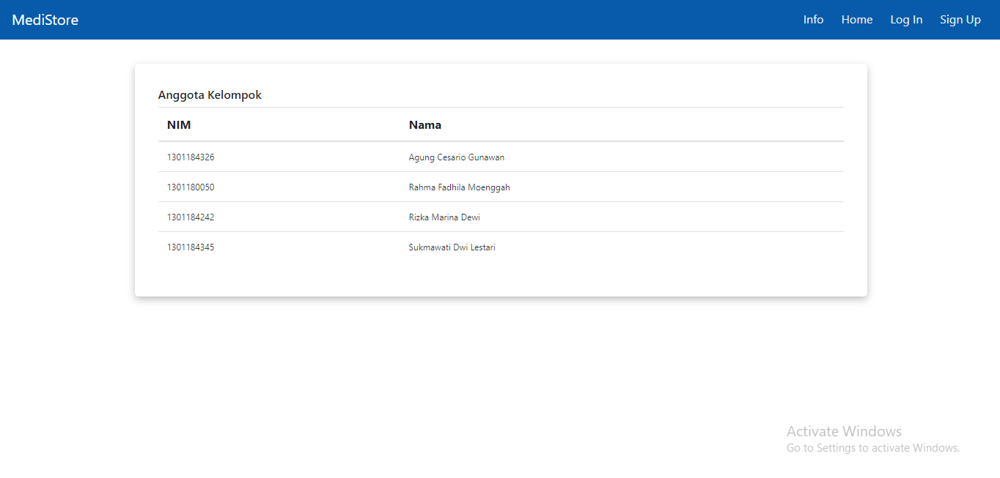 MediStore Info Home Log In Sign Up
Anggota Kelompok
NIM Nama
1301184326 Agung Cesario Gunawan
1301180050 Rahma Fadhila Moenggah
1301184242 Rizka Marina Dewi
1301184345 Sukmawati Dwi Lestari
Activate Windows
Go to Settings to activate Windows.